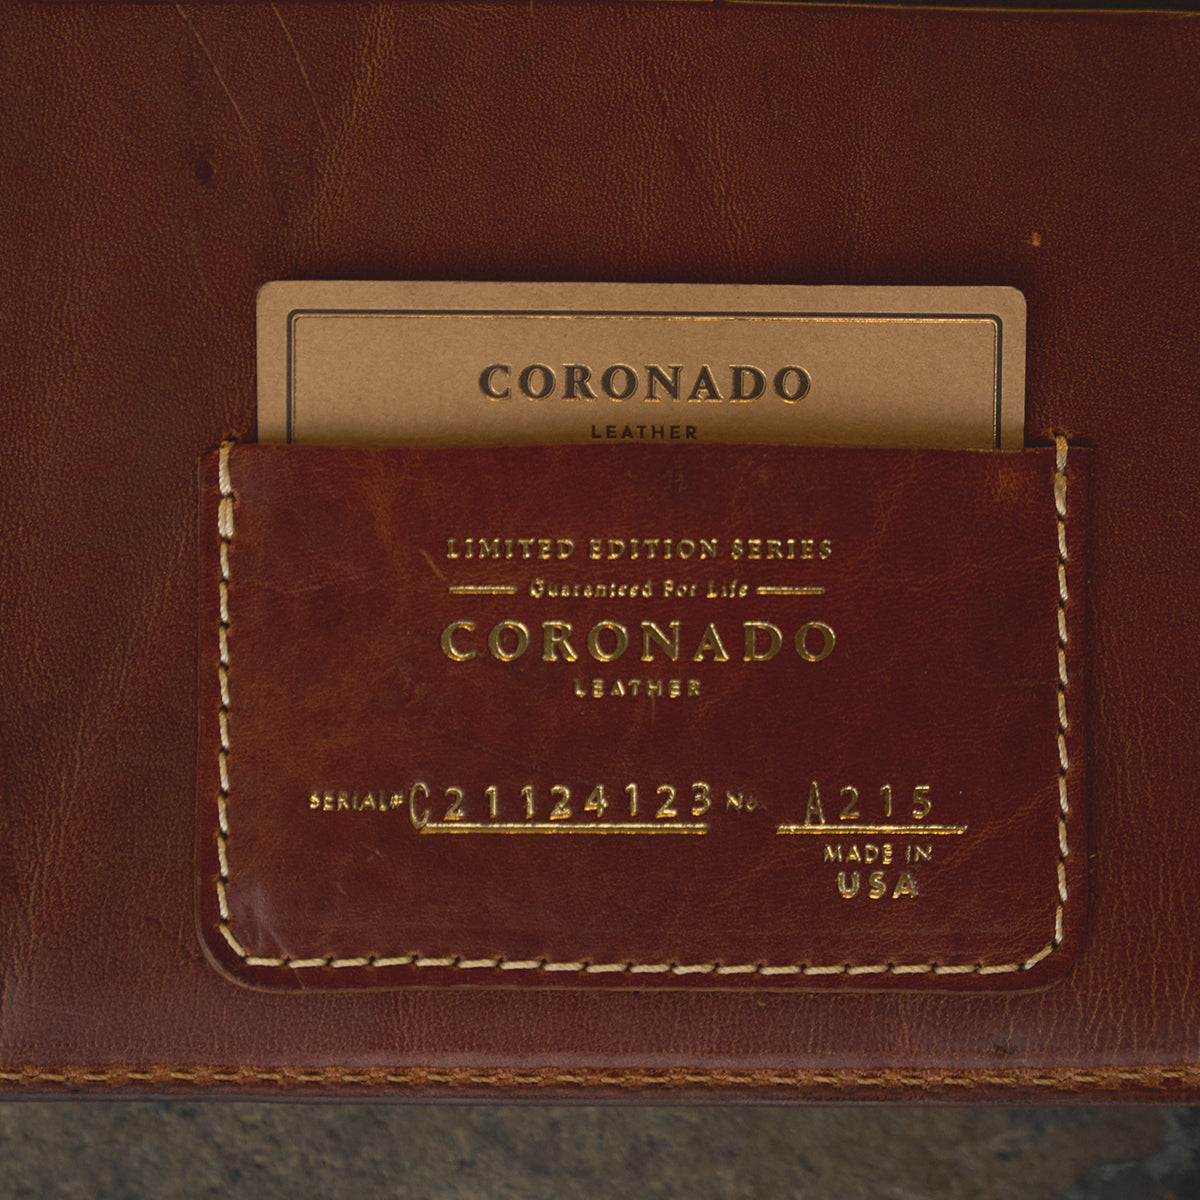 CORONADO
LEATHER
LIMITED EDITION SERIES
Guaranteed For Life
CORONADO
LEATHER
SERIAL# C21124123 No. A215
MADE IN
USA